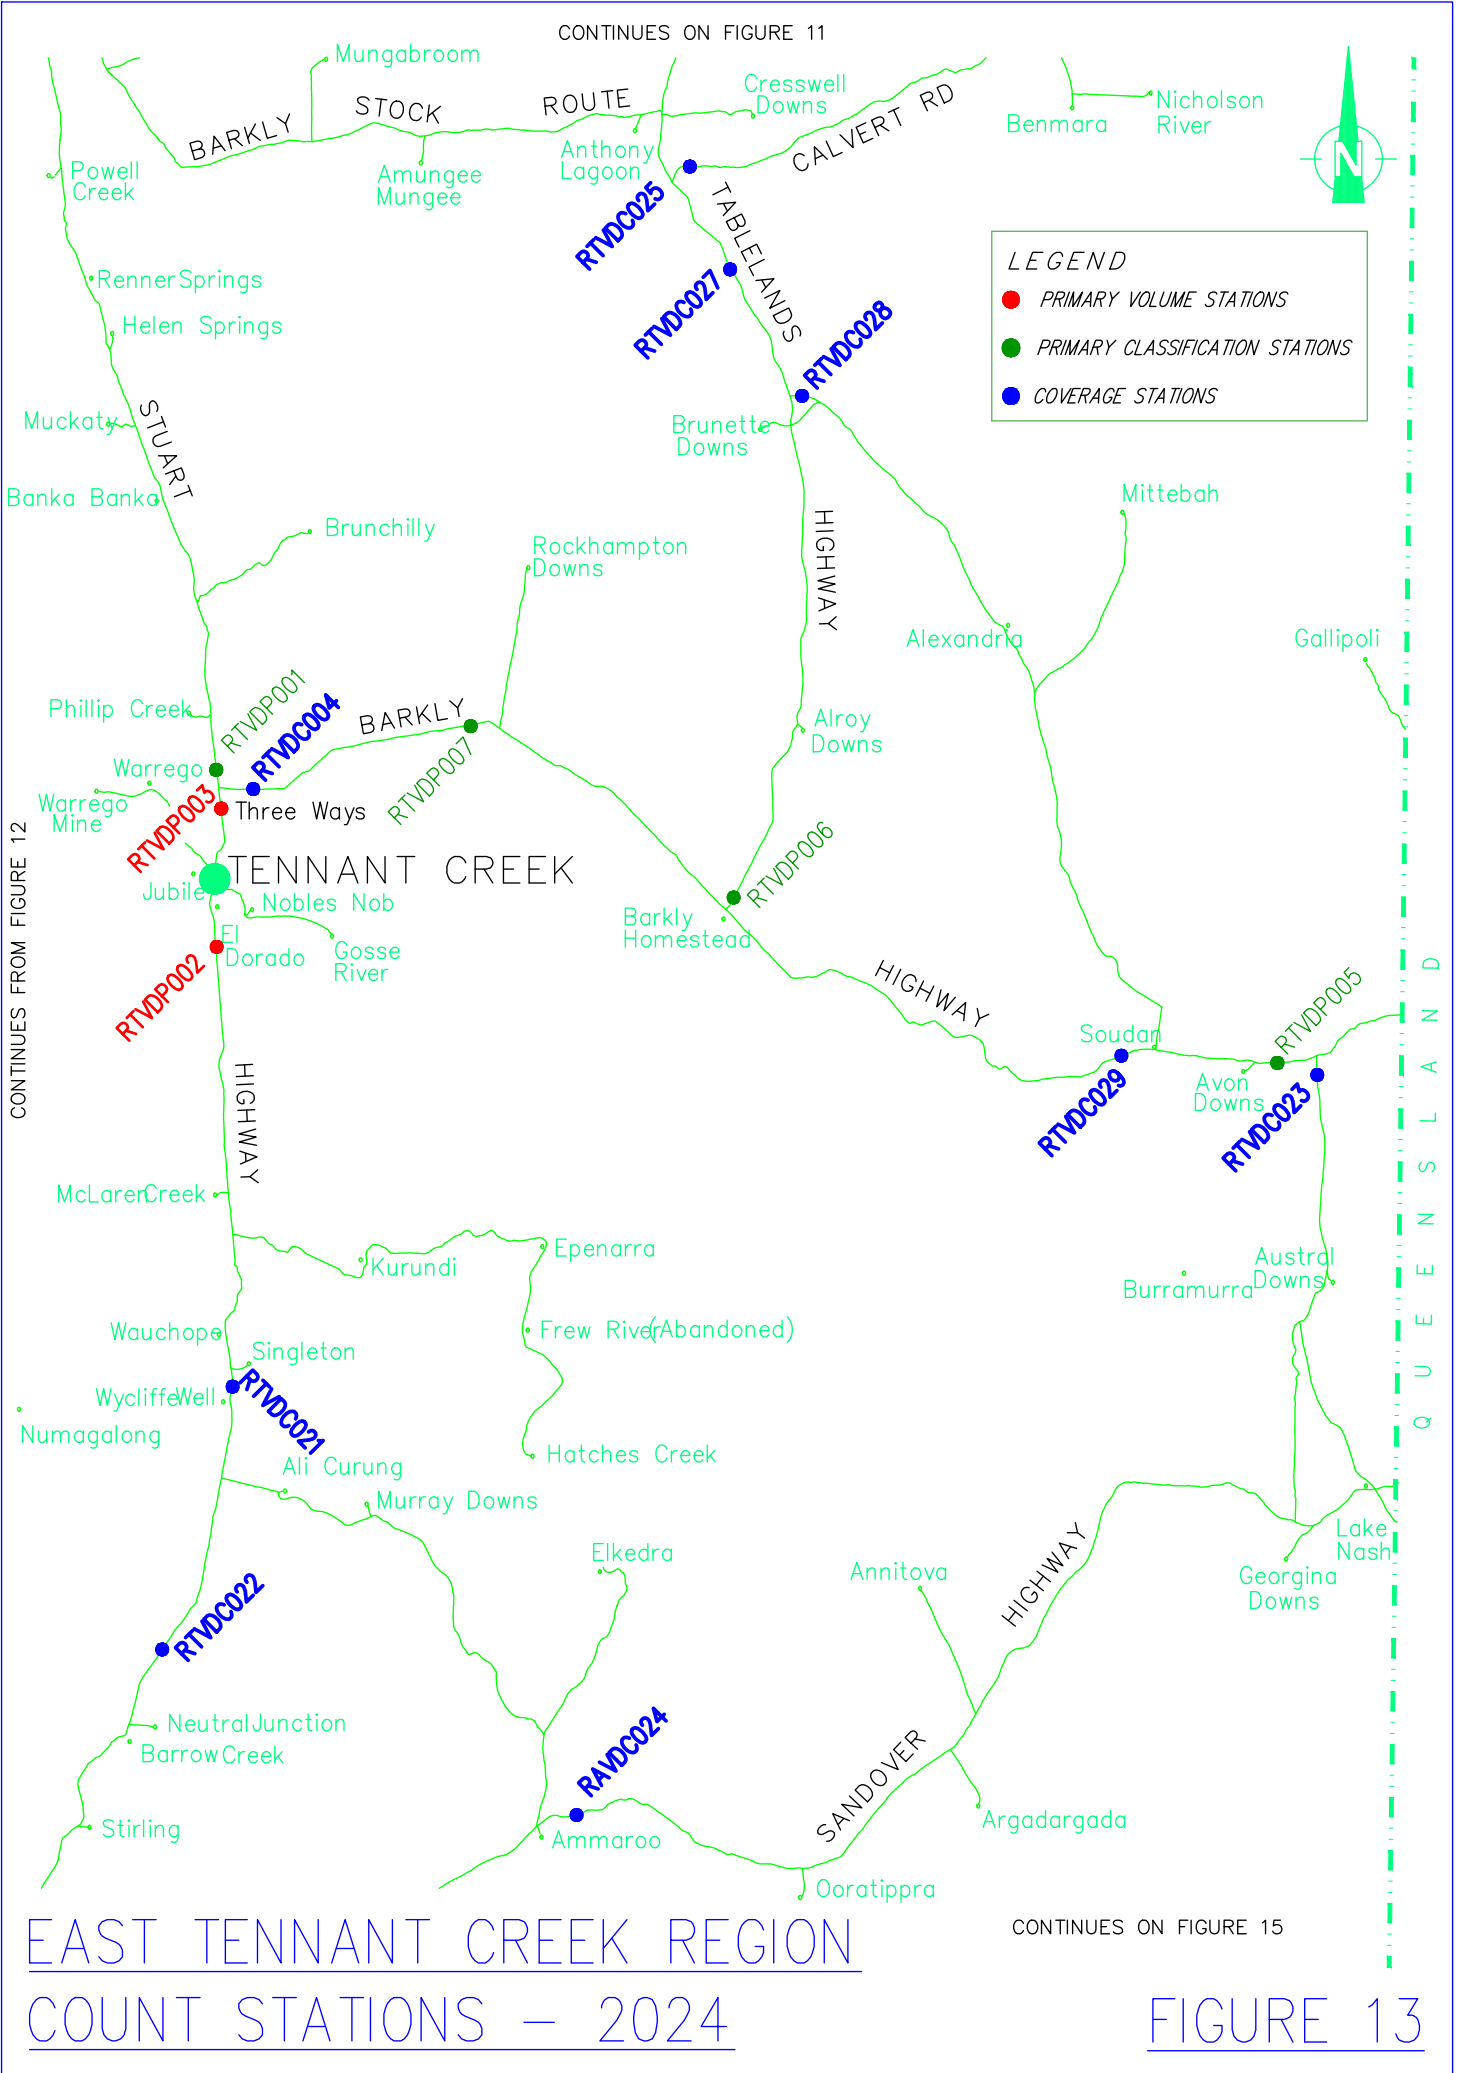 CONTINUES ON FIGURE 11
Mungabroom
Cresswell
Downs
BARKLY STOCK ROUTE
CALVERT RD
Nicholson
River
Benmara
Anthony
Lagoon
Amungee
Mungee
Powell
Creek
N
RTVDC025
TABLELANDS
LEGEND
PRIMARY VOLUME STATIONS
PRIMARY CLASSIFICATION STATIONS
COVERAGE STATIONS
Renner Springs
Helen Springs
RTVDC027
RTVDC028
STUART
Muckaty
Brunette
Downs
Banka Banka
Brunchilly
Mittebah
Rockhampton
Downs
HIGHWAY
Alexandria
Gallipoli
Phillip Creek
RTVDP001
RTVDC004
BARKLY
Alroy
Downs
RTVDP007
Warrego
Warrego
Mine
RTVDP003
Three Ways
CONTINUES FROM FIGURE 12
TENNANT CREEK
RTVDP006
Jubile
Nobles Nob
Barkly
Homestead
El
Dorado
Gosse
River
RTVDP002
HIGHWAY
QUEENSLAND
RTVDP005
Soudan
HIGHWAY
RTVDC029
Avon
Downs
RTVDC023
McLaren Creek
Kurundi
Epenarra
Austral
Downs
Burramurra
Wauchope
Frew River (Abandoned)
Singleton
Wycliffe Well
RTVDC021
Numagalong
Hatches Creek
Ali Curung
Murray Downs
Elkedra
Annitova
HIGHWAY
Lake
Nash
Georgina
Downs
RTVDC022
Neutral Junction
Barrow Creek
RAVDC024
SANDOVER
Stirling
Ammaroo
Argadargada
Ooratippra
EAST TENNANT CREEK REGION
CONTINUES ON FIGURE 15
COUNT STATIONS - 2024
FIGURE 13